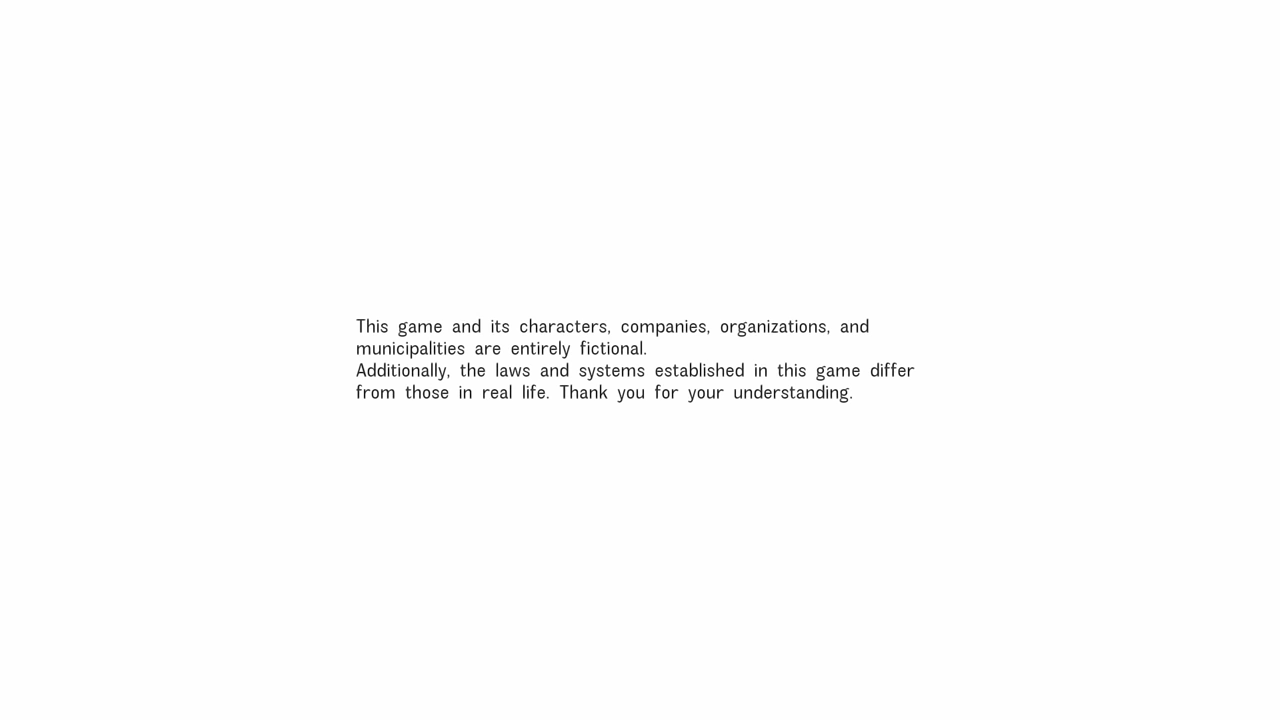 This game and its characters, companies, organizations, and
municipalities are entirely fictional.
Additionally, the laws and systems established in this game differ
from those in real life. Thank you for your understanding.